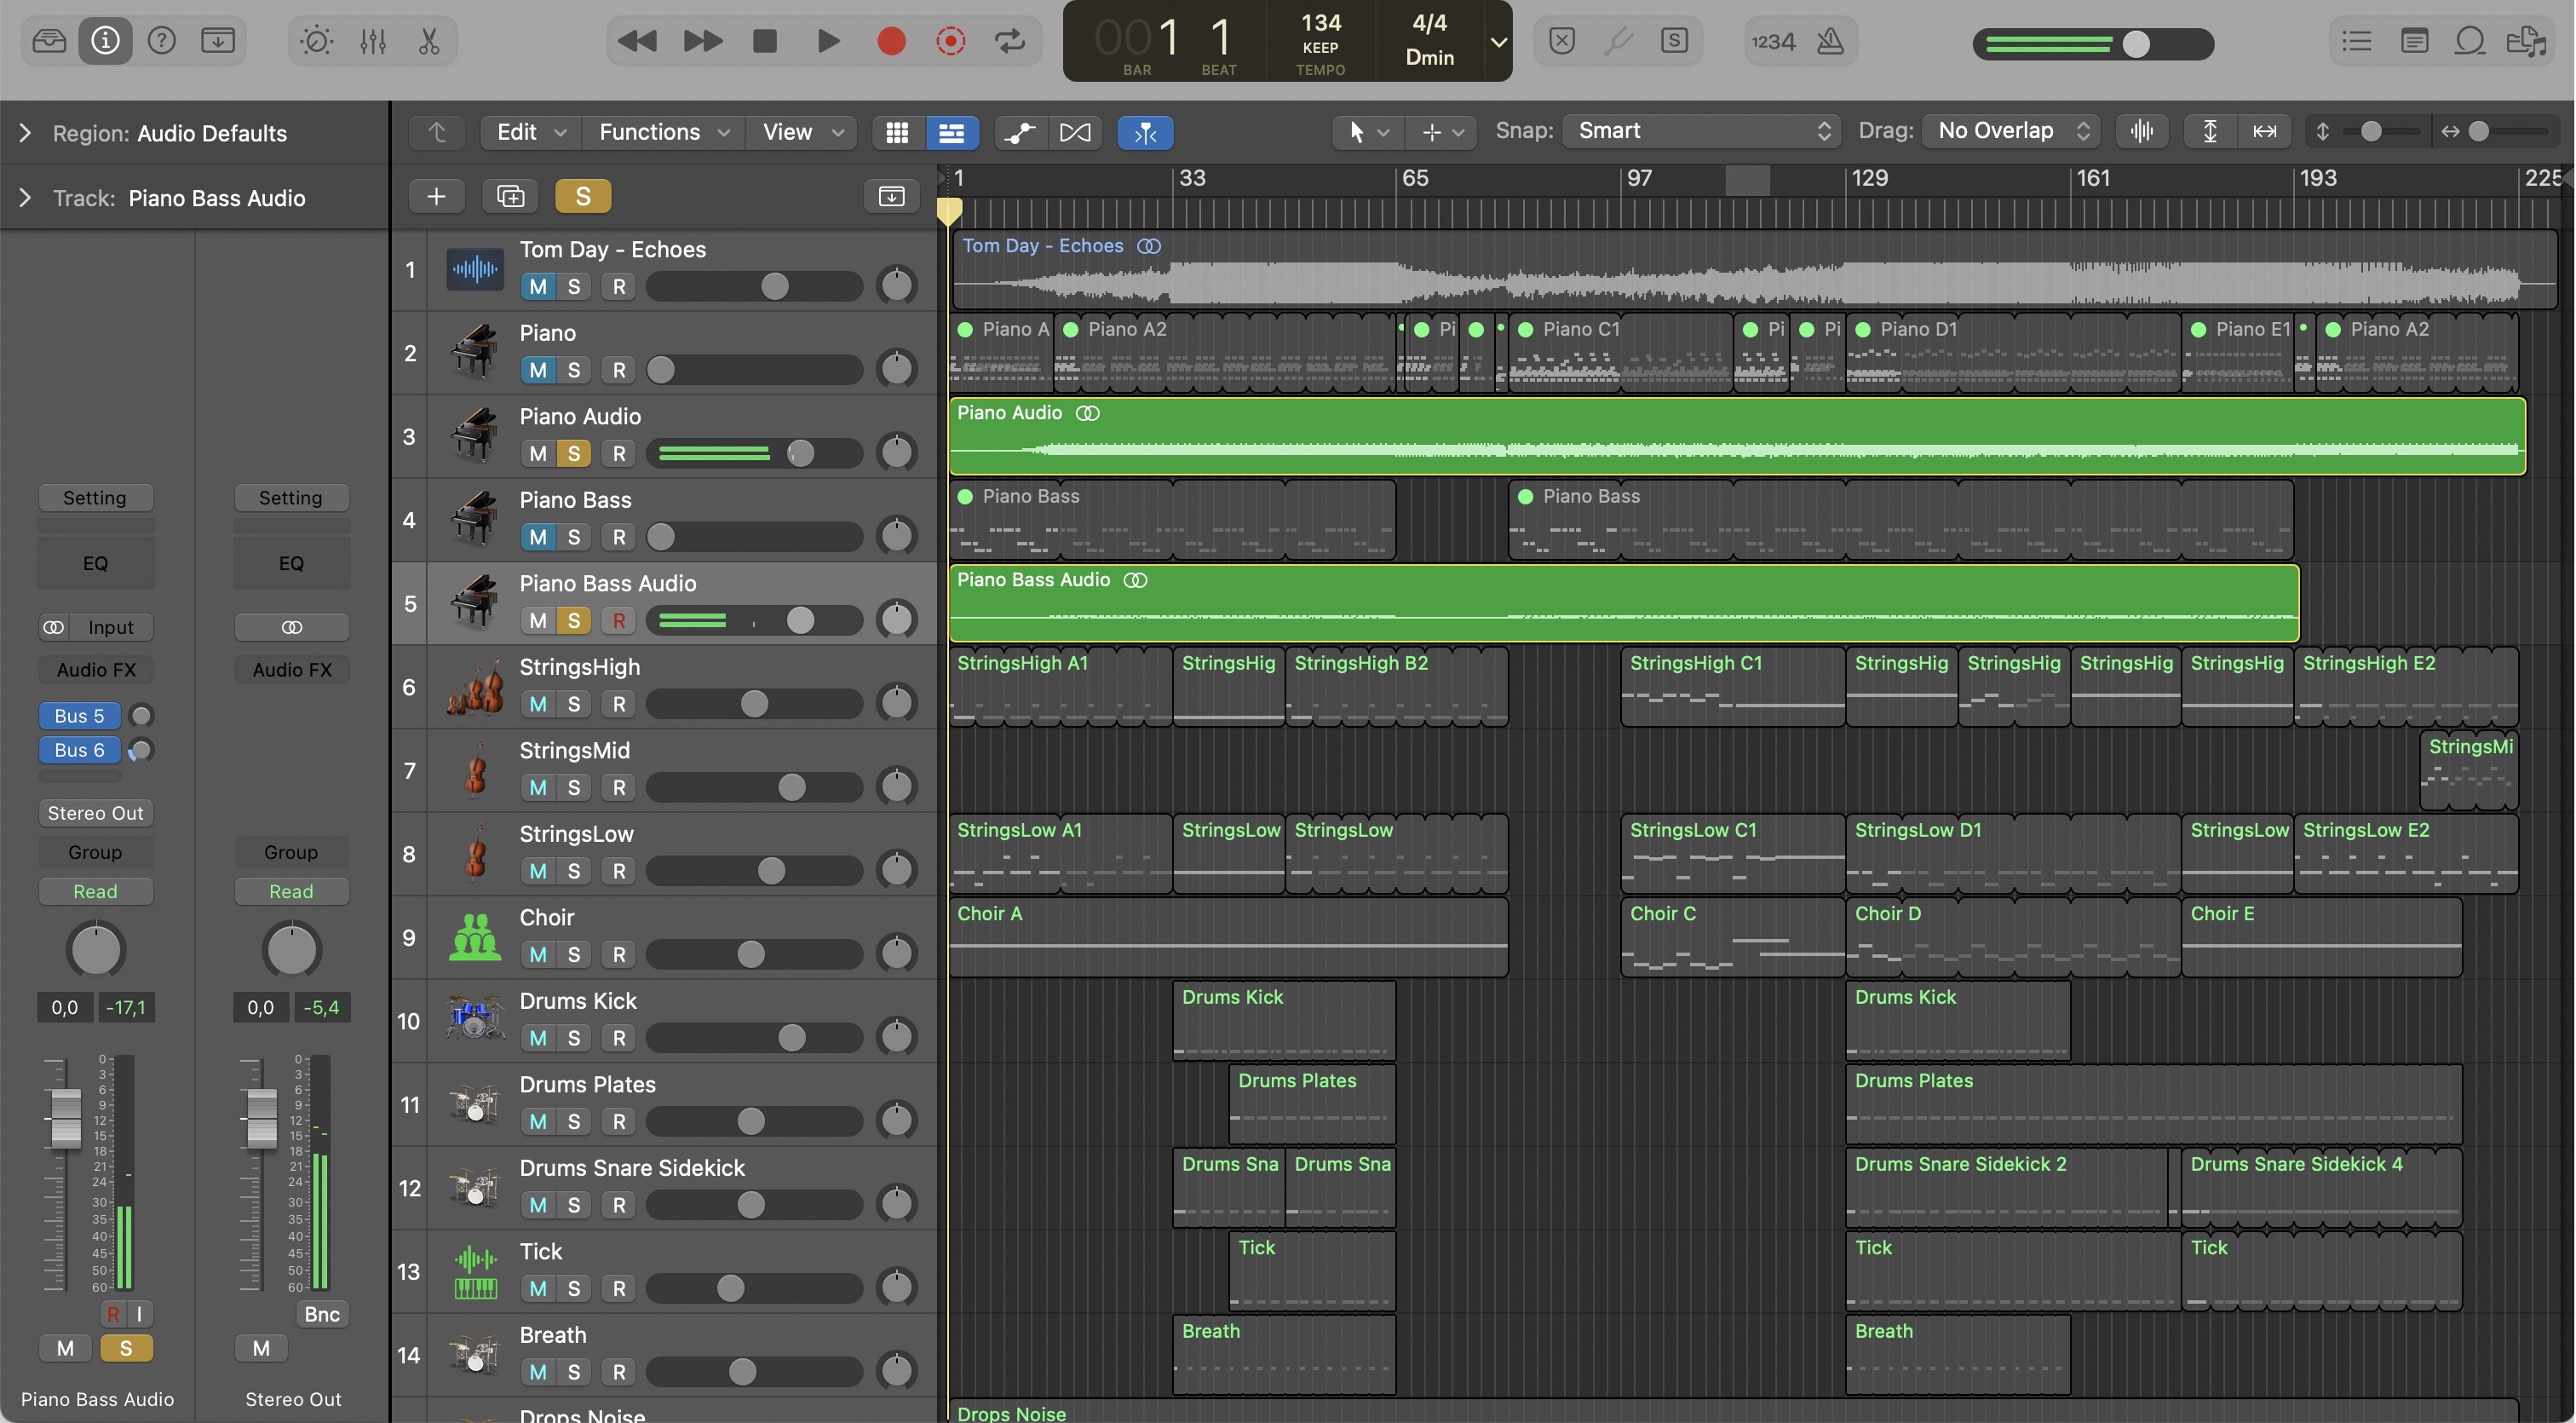 001 1
BAR BEAT
134
KEEP
TEMPO
4/4
Dmin
S
1234
Region: Audio Defaults
Track: Piano Bass Audio
Edit Functions View
Snap: Smart
Drag: No Overlap
S
1 33 65 97 129 161 193 225
Setting Setting
EQ EQ
Input
Audio FX Audio FX
Bus 5
Bus 6
Stereo Out
Group Group
Read Read
0,0 -17,1 0,0 -5,4
0 3 6 9 12 15 18 21 24 30 35 40 45 50 60
0 3 6 9 12 15 18 21 24 30 35 40 45 50 60
R I Bnc
M S M
Piano Bass Audio Stereo Out
1 Tom Day - Echoes
M S R
Tom Day - Echoes
2 Piano
M S R
Piano A Piano A2 Pi Piano C1 Pi Pi Piano D1 Piano E1 Piano A2
3 Piano Audio
M S R
Piano Audio
4 Piano Bass
M S R
Piano Bass Piano Bass
5 Piano Bass Audio
M S R
Piano Bass Audio
6 StringsHigh
M S R
StringsHigh A1 StringsHig StringsHigh B2 StringsHigh C1 StringsHig StringsHig StringsHig StringsHig StringsHigh E2
7 StringsMid
M S R
StringsMi
8 StringsLow
M S R
StringsLow A1 StringsLow StringsLow StringsLow C1 StringsLow D1 StringsLow StringsLow E2
9 Choir
M S R
Choir A Choir C Choir D Choir E
10 Drums Kick
M S R
Drums Kick Drums Kick
11 Drums Plates
M S R
Drums Plates Drums Plates
12 Drums Snare Sidekick
M S R
Drums Sna Drums Sna Drums Snare Sidekick 2 Drums Snare Sidekick 4
13 Tick
M S R
Tick Tick Tick
14 Breath
M S R
Breath Breath
Drops Noise
Drops Noise